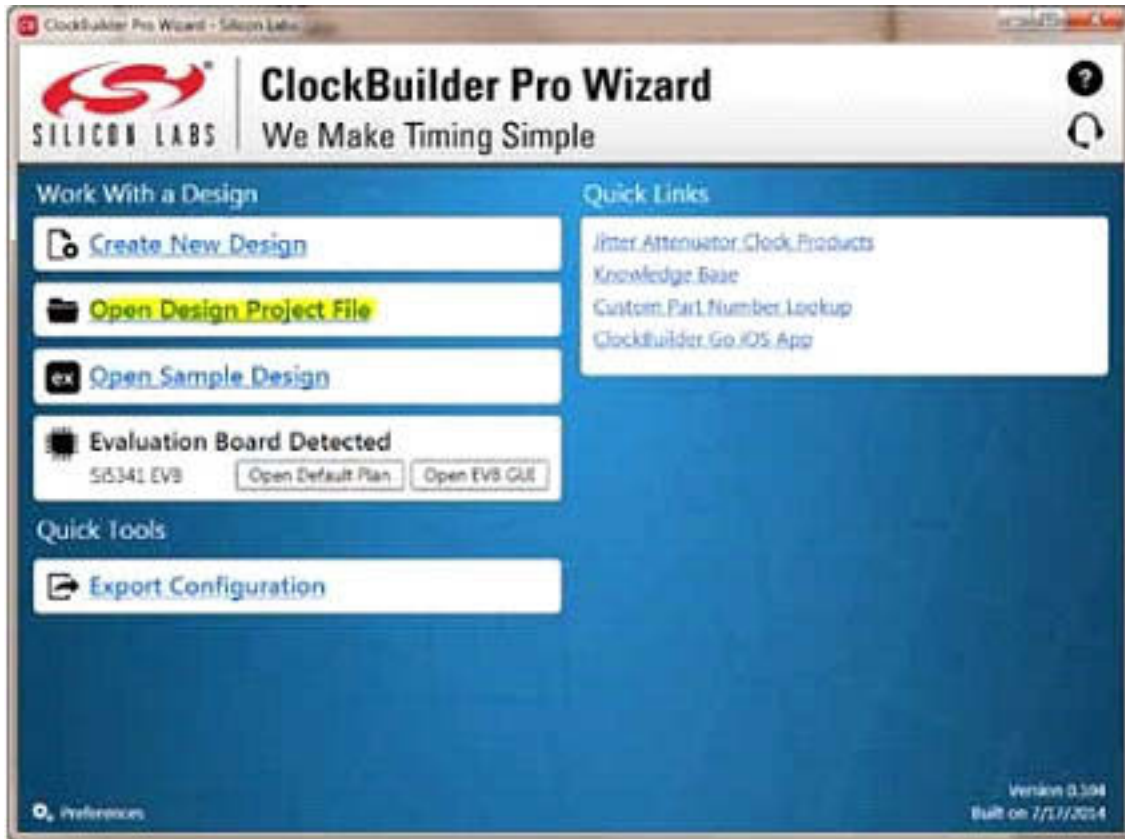 ClockBuilder Pro Wizard - Silicon Labs
SILICON LABS
ClockBuilder Pro Wizard
We Make Timing Simple
Work With a Design
Create New Design
Open Design Project File
ex Open Sample Design
Evaluation Board Detected
Si5341 EVB
Open Default Plan
Open EVB GUI
Quick Tools
Export Configuration
Quick Links
Jitter Attenuator Clock Products
Knowledge Base
Custom Part Number Lookup
ClockBuilder Go iOS App
Preferences
Version
Built on 7/17/2014